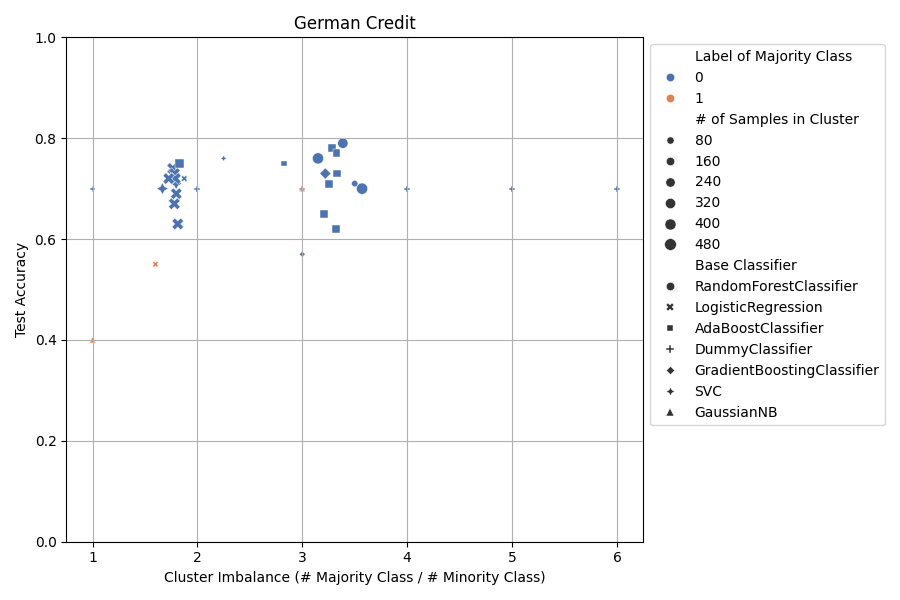 German Credit
1.0
0.8
0.6
0.4
0.2
0.0
Test Accuracy
1 2 3 4 5 6
Cluster Imbalance (# Majority Class / # Minority Class)
Label of Majority Class
0
1
# of Samples in Cluster
80
160
240
320
400
480
Base Classifier
RandomForestClassifier
LogisticRegression
AdaBoostClassifier
DummyClassifier
GradientBoostingClassifier
SVC
GaussianNB